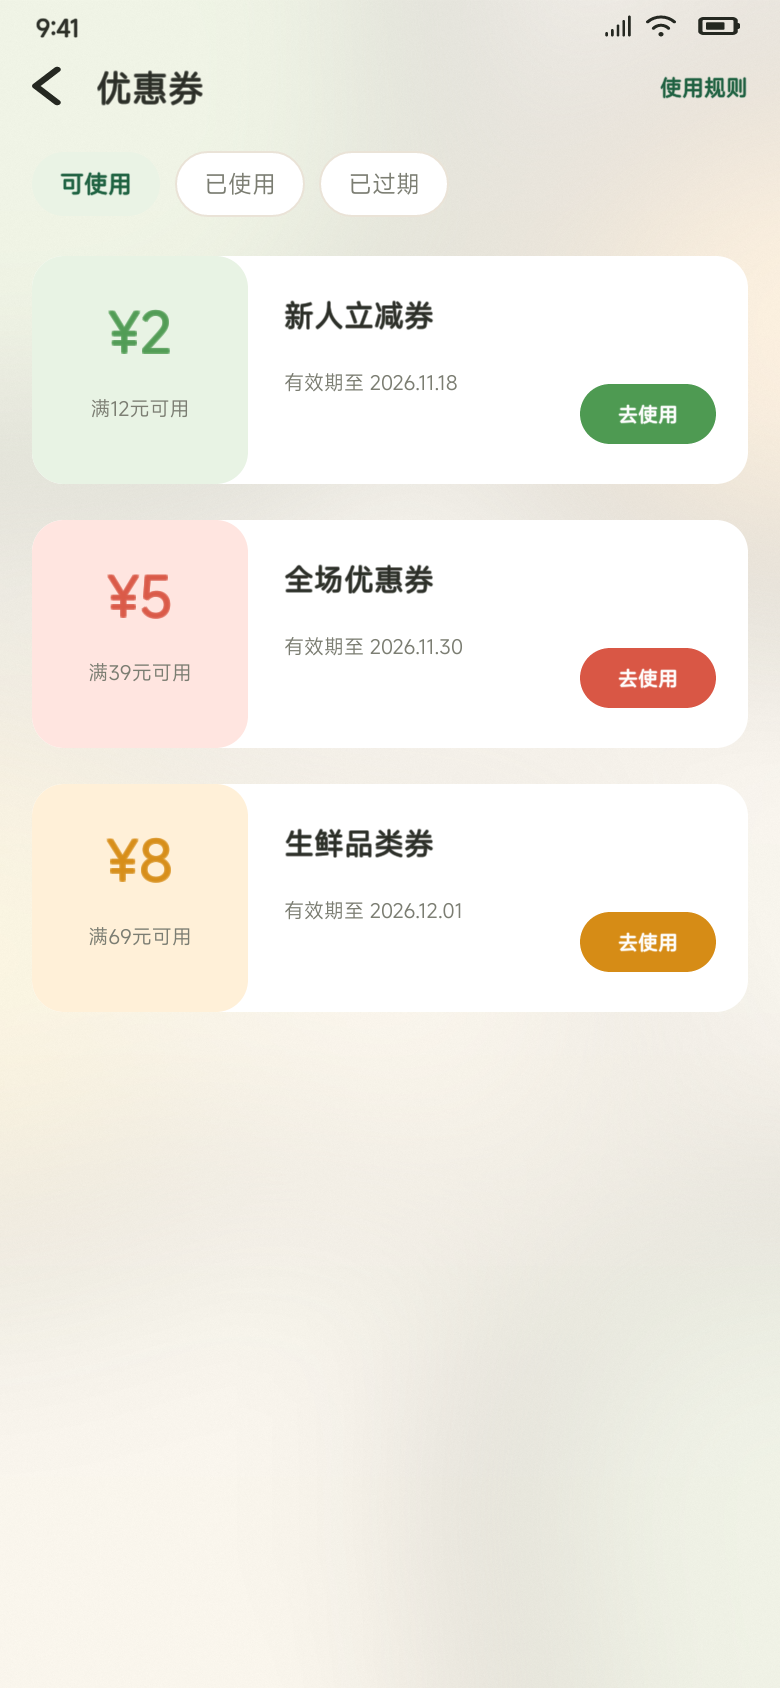 9:41
优惠券
使用规则
可使用
已使用
已过期
¥2
满12元可用
新人立减券
有效期至 2026.11.18
去使用
¥5
满39元可用
全场优惠券
有效期至 2026.11.30
去使用
¥8
满69元可用
生鲜品类券
有效期至 2026.12.01
去使用